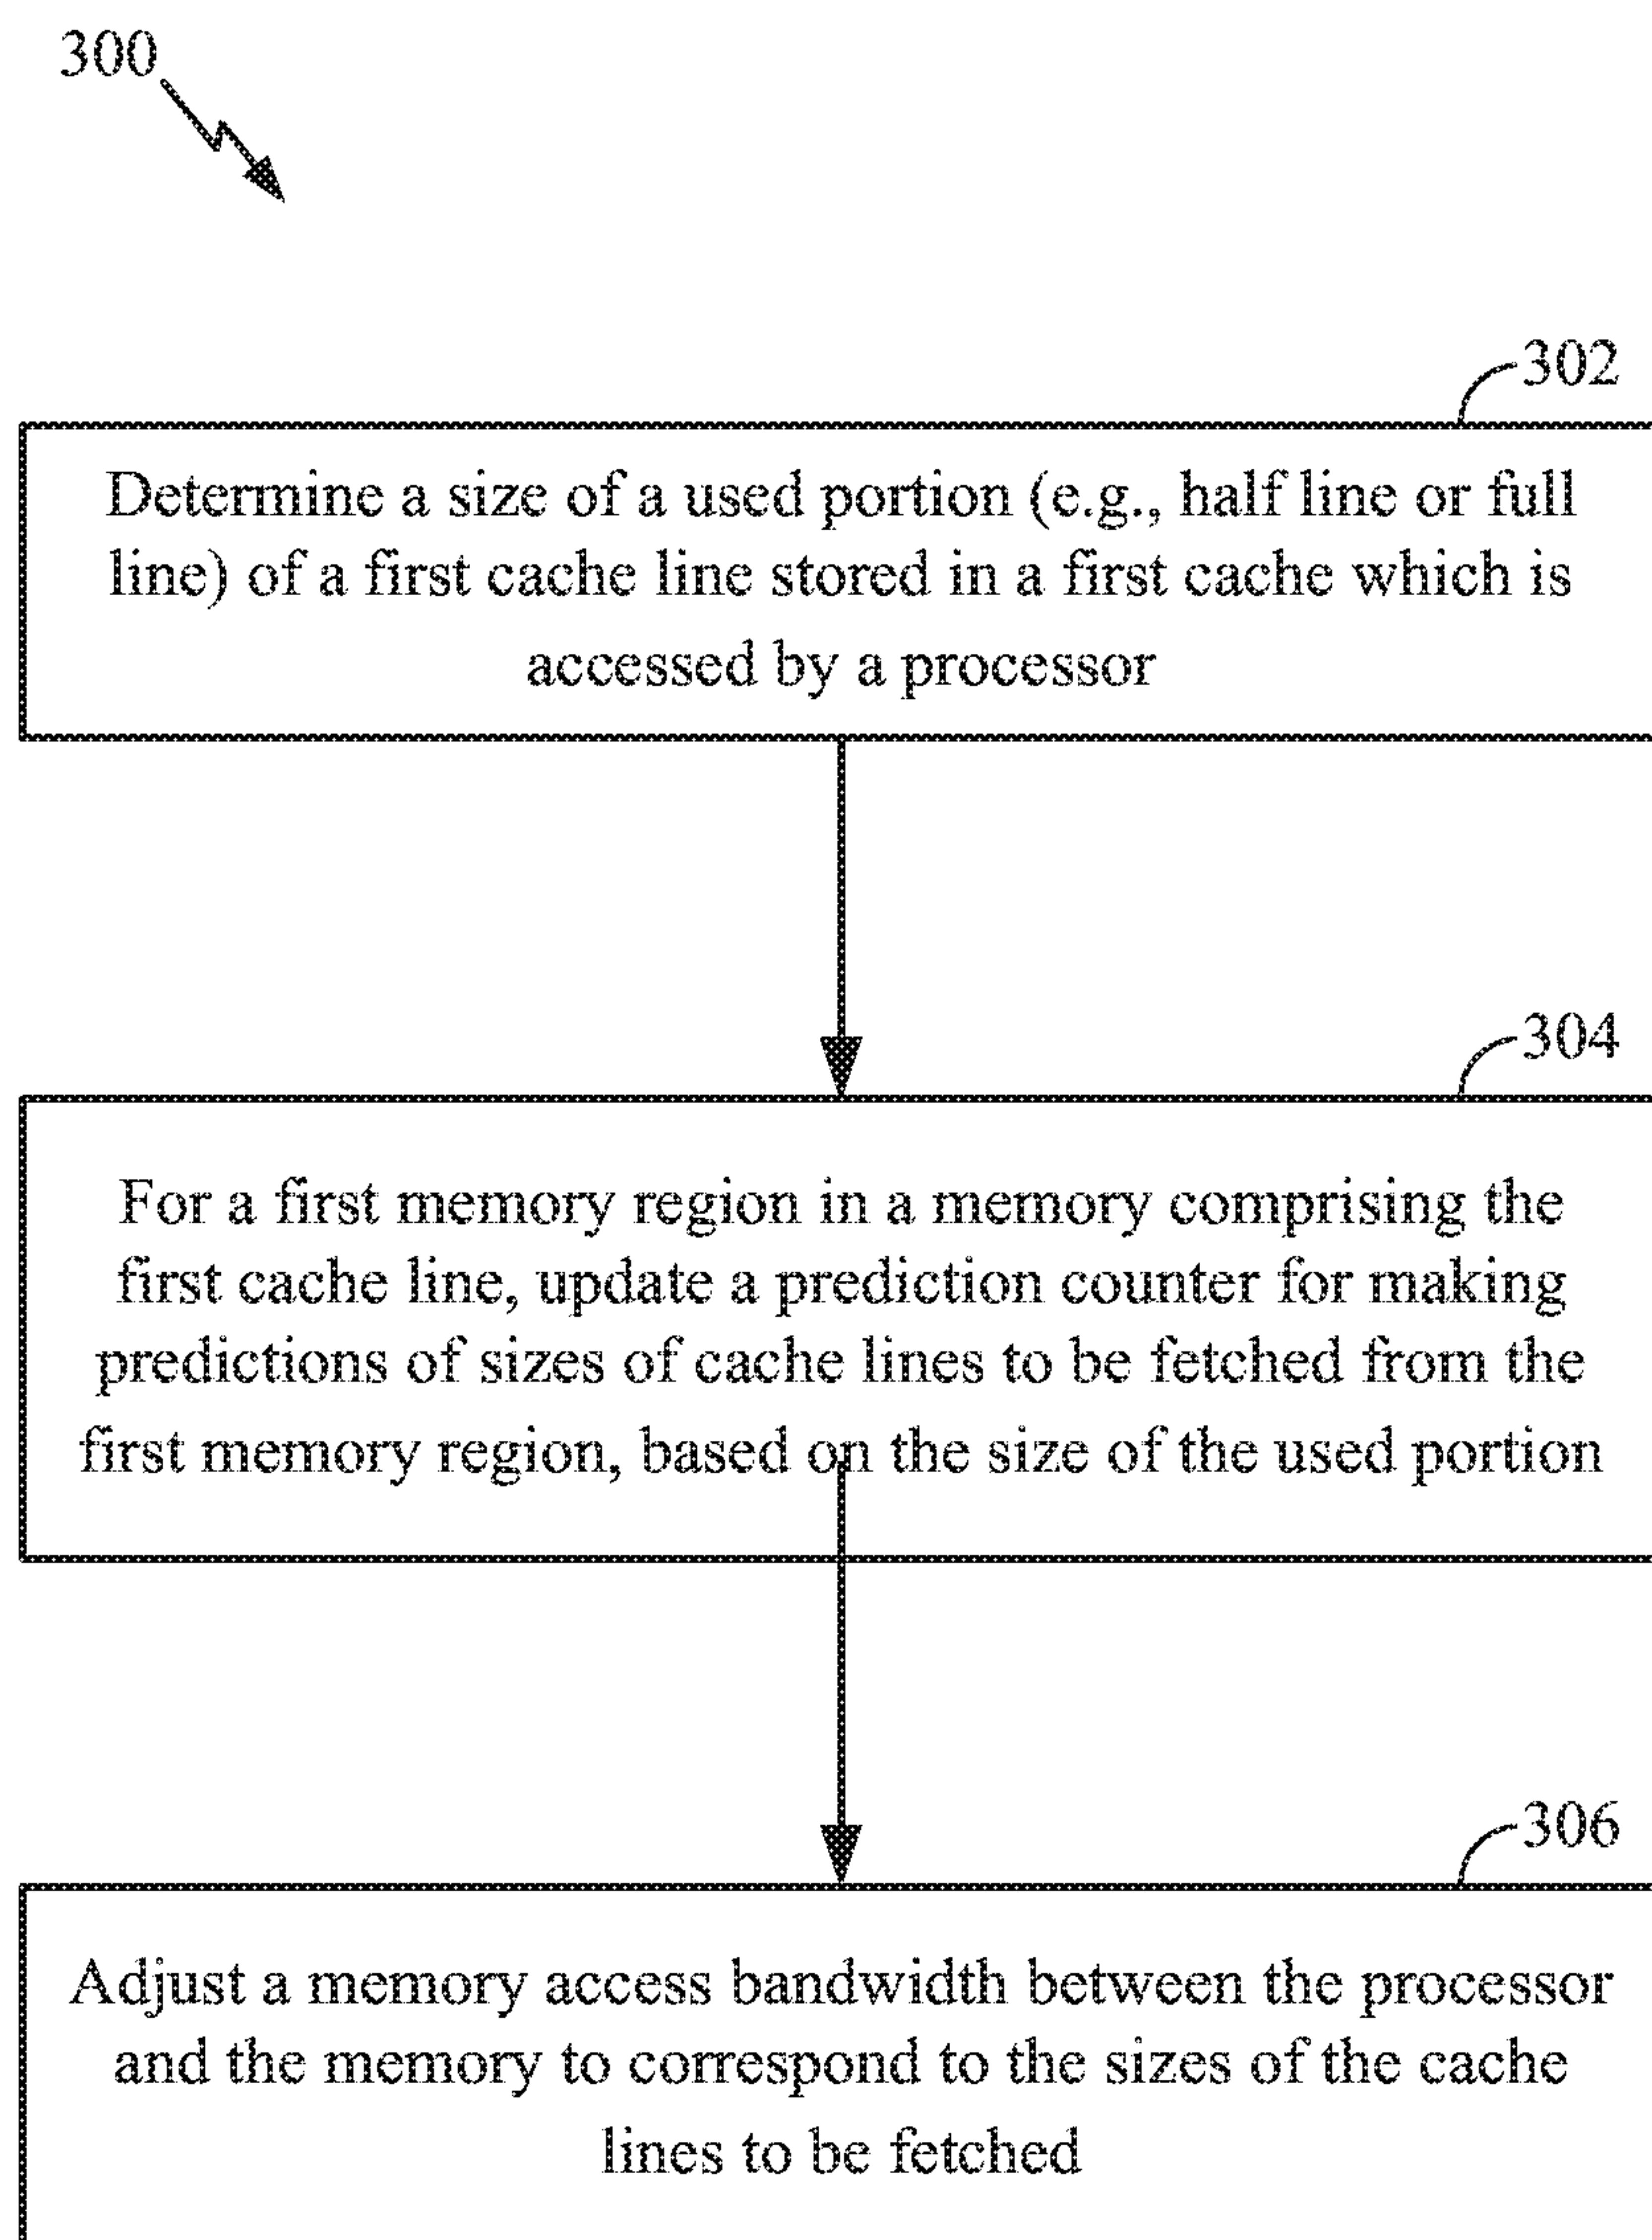 300
302
Determine a size of a used portion (e.g., half line or full
line) of a first cache line stored in a first cache which is
accessed by a processor
304
For a first memory region in a memory comprising the
first cache line, update a prediction counter for making
predictions of sizes of cache lines to be fetched from the
first memory region, based on the size of the used portion
306
Adjust a memory access bandwidth between the processor
and the memory to correspond to the sizes of the cache
lines to be fetched